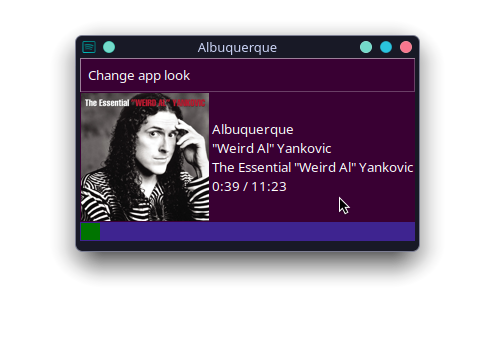 Albuquerque
Change app look
The Essential "WEIRD AL" YANKOVIC
Albuquerque
"Weird Al" Yankovic
The Essential "Weird Al" Yankovic
0:39 / 11:23